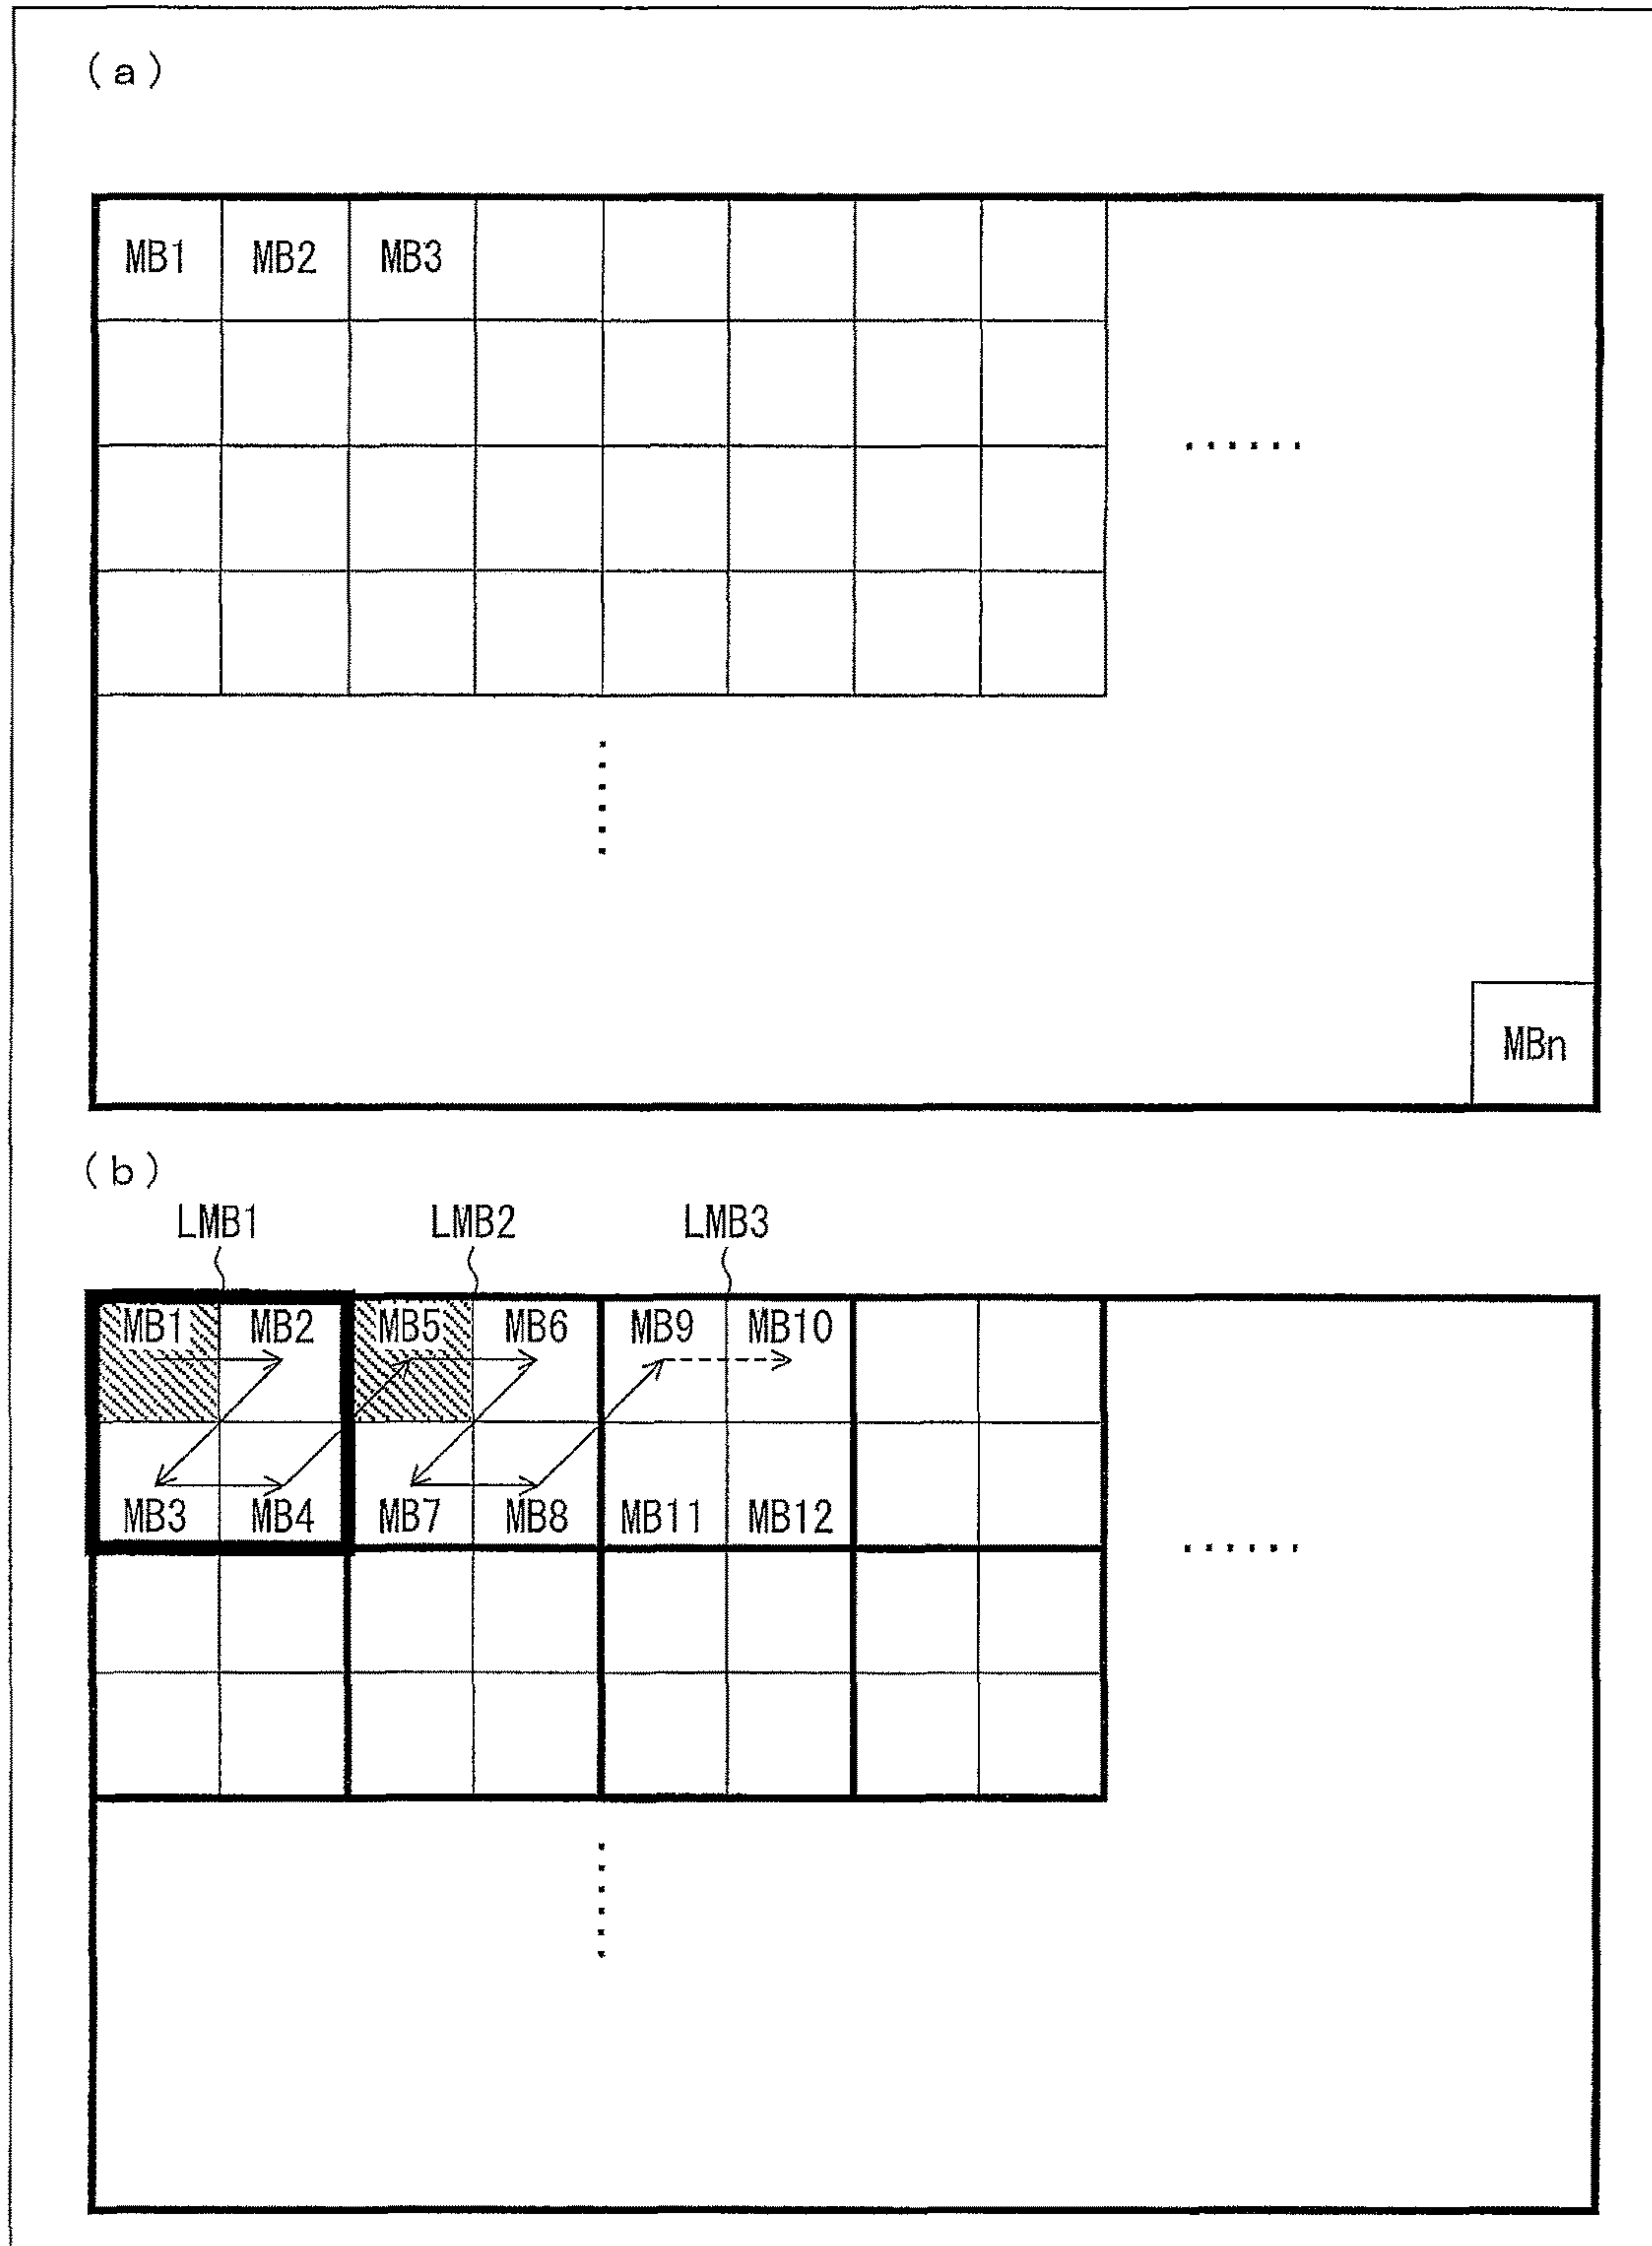 (a)
MB1 MB2 MB3
MBn
(b)
LMB1 LMB2 LMB3
MB1 MB2 MB5 MB6 MB9 MB10
MB3 MB4 MB7 MB8 MB11 MB12